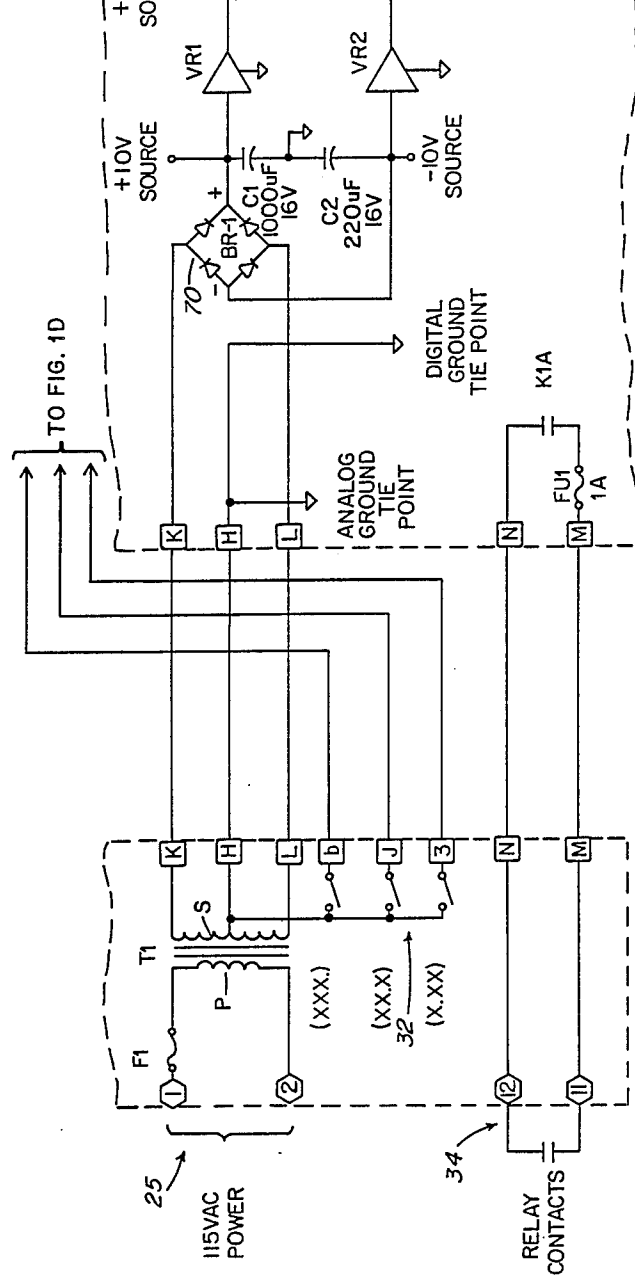 115VAC
POWER
25
1
2
F1
T1
P
S
K
H
L
b
J
3
(XXX.)
(XX.X)
(X.XX)
32
RELAY
CONTACTS
34
12
11
N
M
TO FIG. 1D
K
H
L
N
M
ANALOG
GROUND
TIE
POINT
DIGITAL
GROUND
TIE POINT
FU1
1A
K1A
70
BR-1
+
-
+10V
SOURCE
C1
1000uF
16V
C2
220uF
16V
-10V
SOURCE
VR1
VR2
+
SO